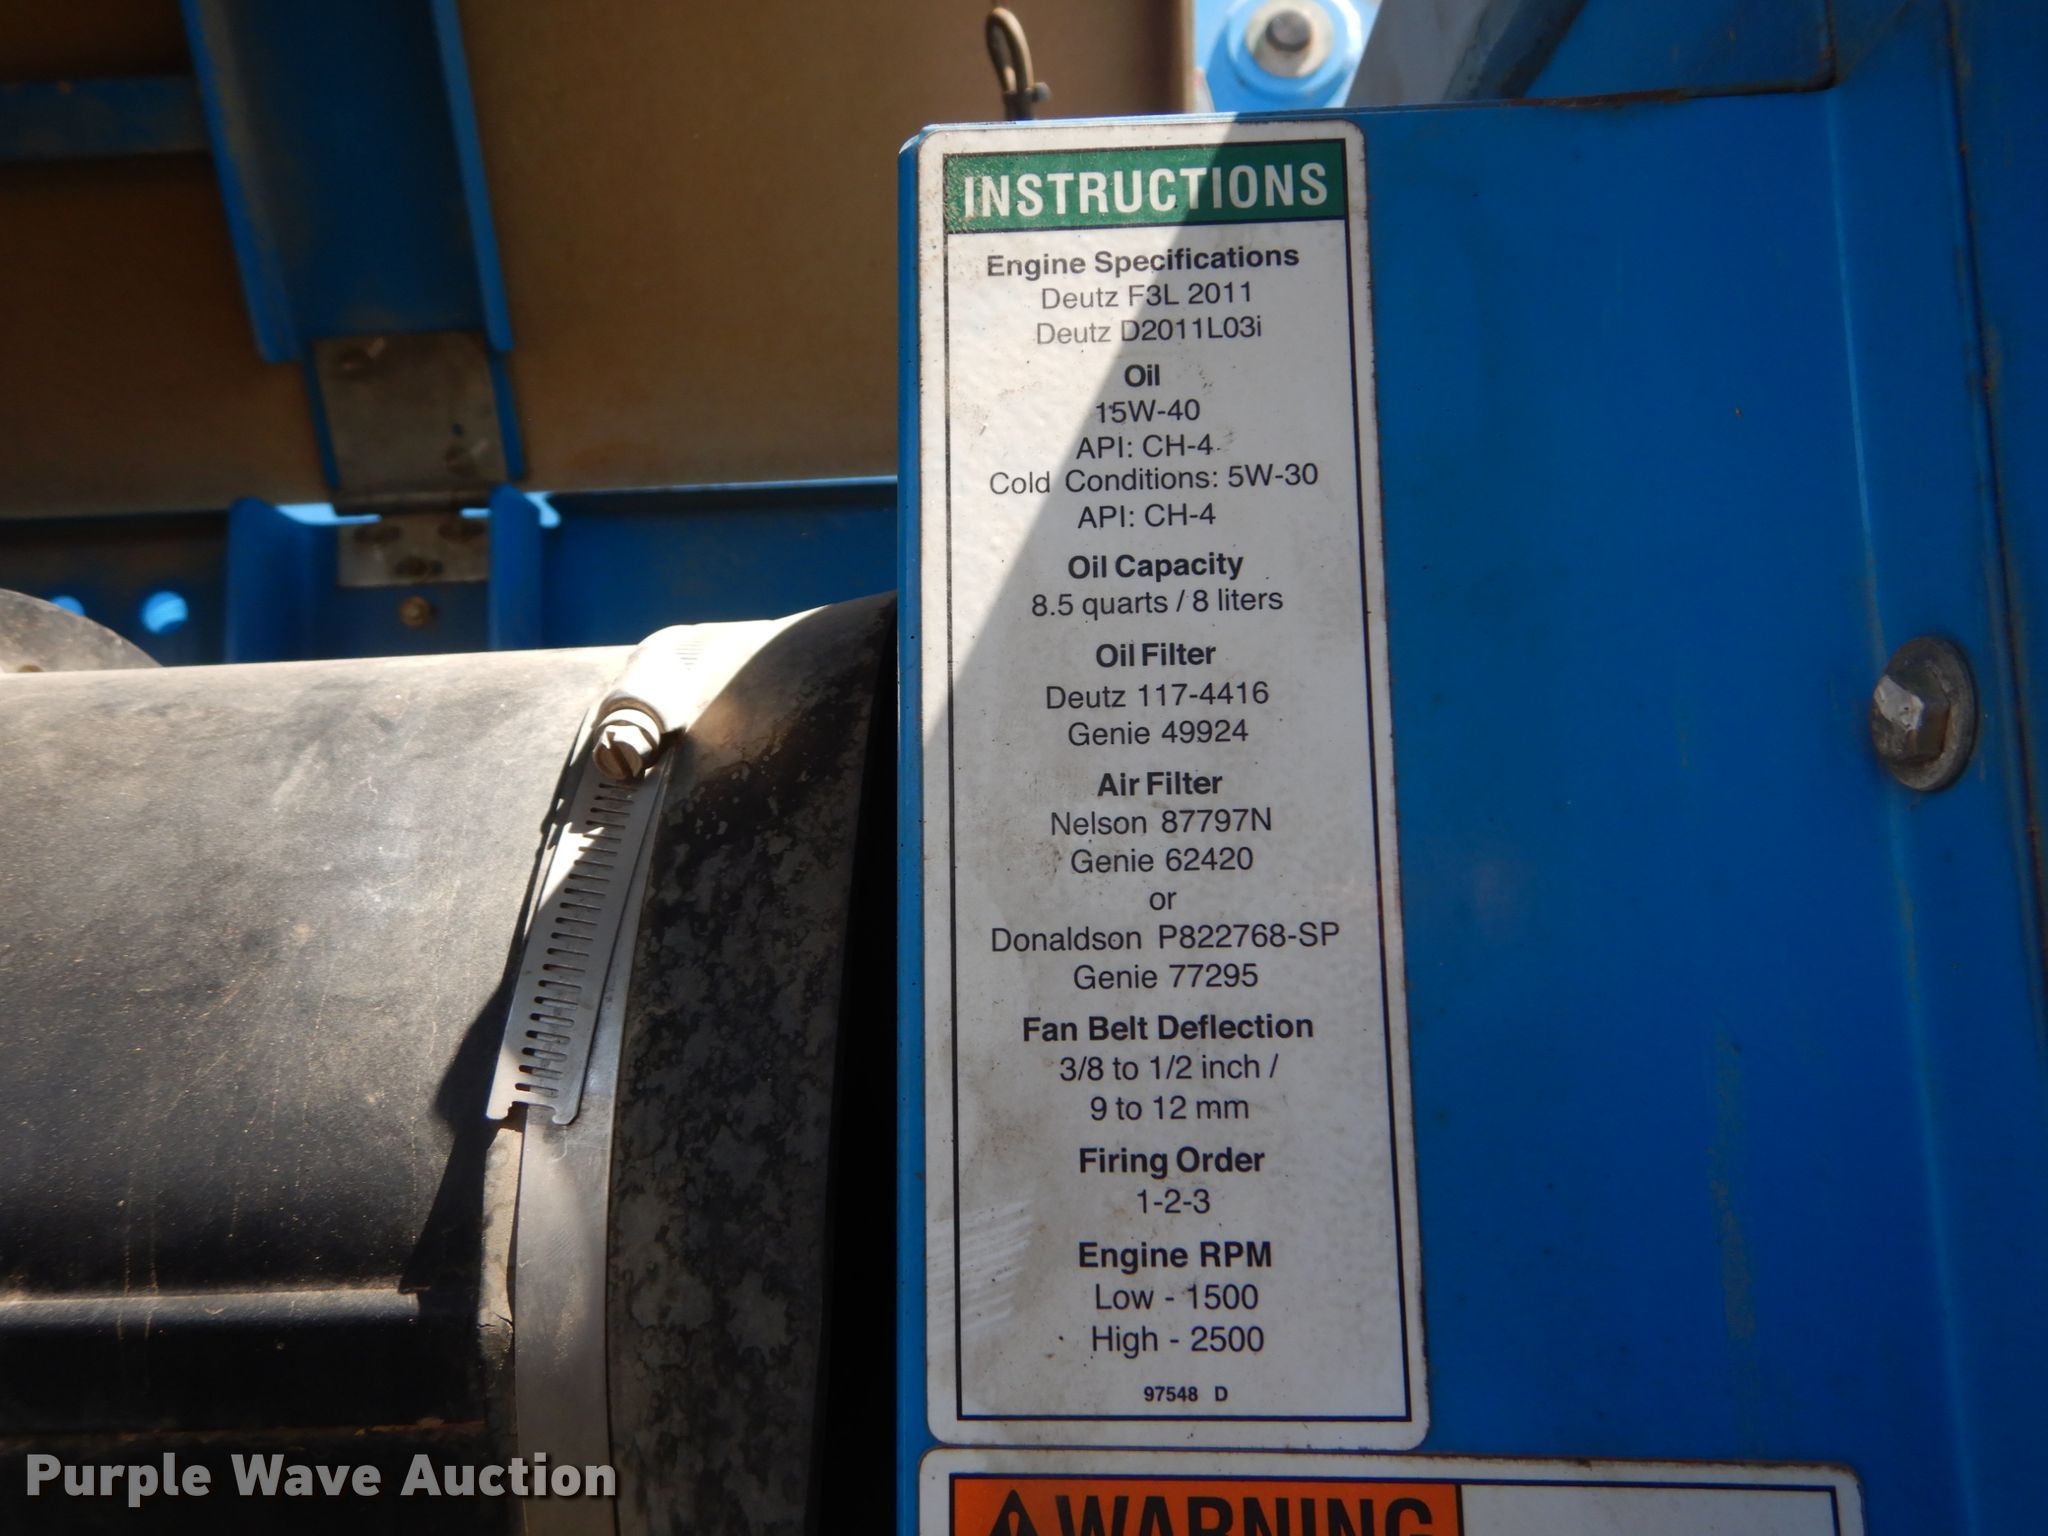 INSTRUCTIONS
Engine Specifications
Deutz F3L 2011
Deutz D2011L03i
Oil
15W-40
API: CH-4
Cold Conditions: 5W-30
API: CH-4
Oil Capacity
8.5 quarts / 8 liters
Oil Filter
Deutz 117-4416
Genie 49924
Air Filter
Nelson 87797N
Genie 62420
or
Donaldson P822768-SP
Genie 77295
Fan Belt Deflection
3/8 to 1/2 inch /
9 to 12 mm
Firing Order
1-2-3
Engine RPM
Low - 1500
High - 2500
97548 D
WARNING
Purple Wave Auction